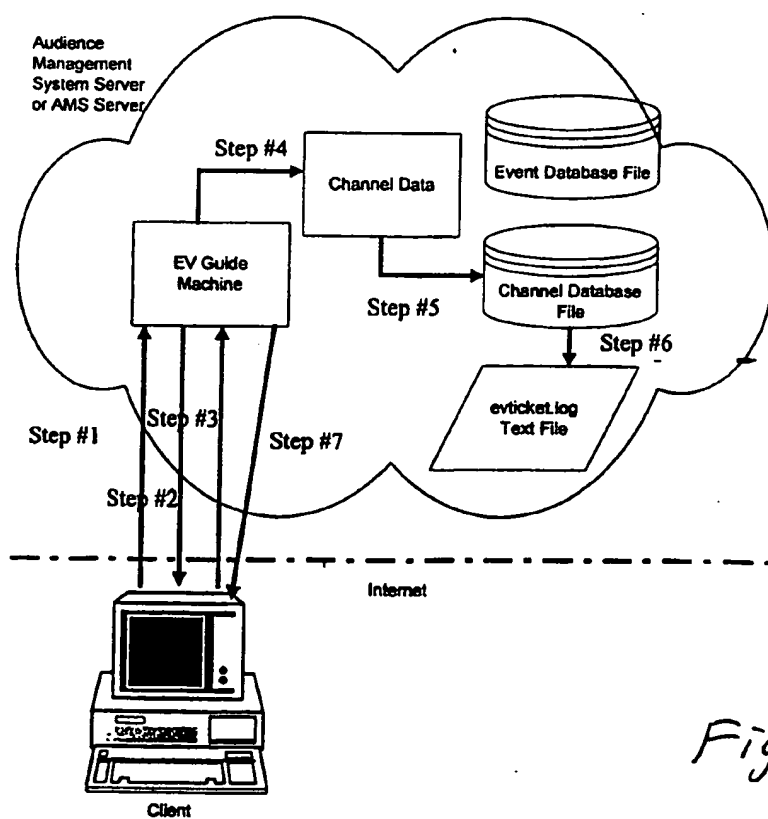 Audience
Management
System Server
or AMS Server
Step #4
Channel Data
Event Database File
EV Guide
Machine
Step #5
Channel Database
File
Step #6
evticket.log
Text File
Step #1
Step #3
Step #7
Step #2
Internet
Client
Fig